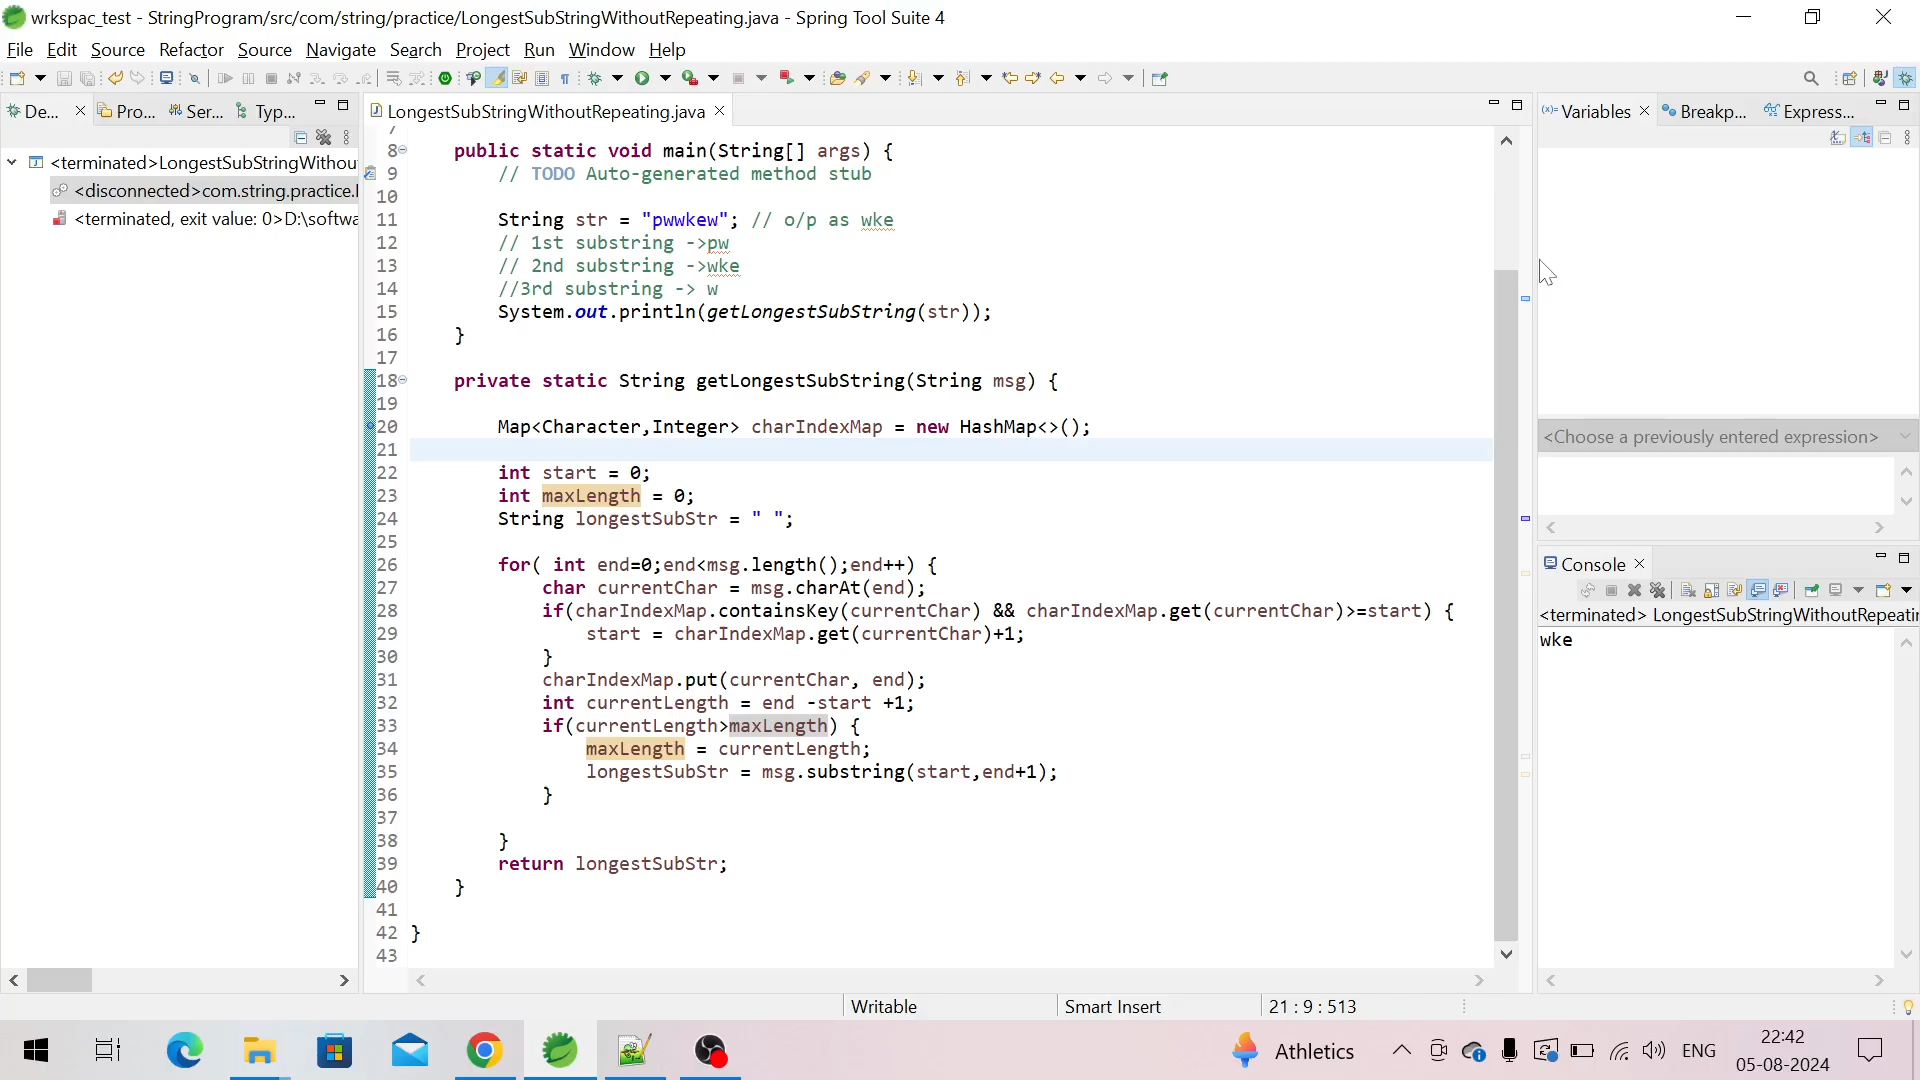 wrkspac_test - StringProgram/src/com/string/practice/LongestSubStringWithoutRepeating.java - Spring Tool Suite 4
File Edit Source Refactor Source Navigate Search Project Run Window Help
De... Pro... Ser... Typ...
<terminated>LongestSubStringWithou
<disconnected>com.string.practice.l
<terminated, exit value: 0>D:\softwa
LongestSubStringWithoutRepeating.java
7
8 public static void main(String[] args) {
9 // TODO Auto-generated method stub
10
11 String str = "pwwkew"; // o/p as wke
12 // 1st substring ->pw
13 // 2nd substring ->wke
14 //3rd substring -> w
15 System.out.println(getLongestSubString(str));
16 }
17
18 private static String getLongestSubString(String msg) {
19
20 Map<Character,Integer> charIndexMap = new HashMap<>();
21
22 int start = 0;
23 int maxLength = 0;
24 String longestSubStr = " ";
25
26 for( int end=0;end<msg.length();end++) {
27 char currentChar = msg.charAt(end);
28 if(charIndexMap.containsKey(currentChar) && charIndexMap.get(currentChar)>=start) {
29 start = charIndexMap.get(currentChar)+1;
30 }
31 charIndexMap.put(currentChar, end);
32 int currentLength = end -start +1;
33 if(currentLength>maxLength) {
34 maxLength = currentLength;
35 longestSubStr = msg.substring(start,end+1);
36 }
37
38 }
39 return longestSubStr;
40 }
41
42 }
43
Variables Breakp... Express...
<Choose a previously entered expression>
Console
<terminated> LongestSubStringWithoutRepeatin
wke
Writable Smart Insert 21 : 9 : 513
Athletics ENG 22:42
05-08-2024